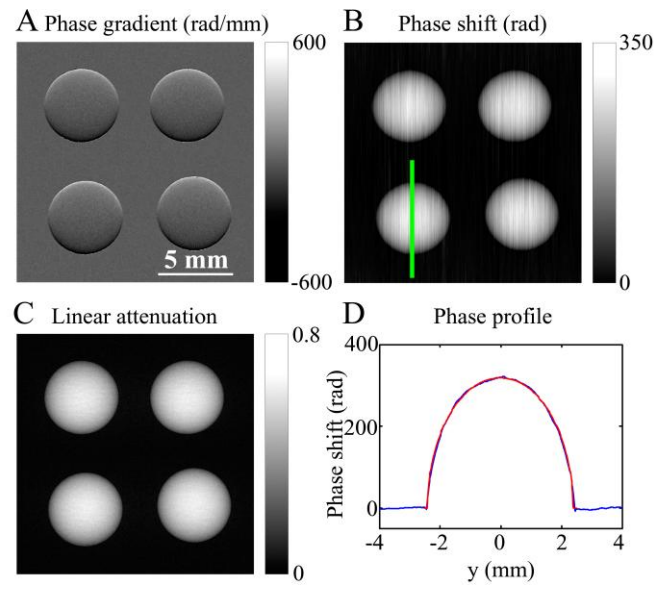 A Phase gradient (rad/mm)
600
-600
5 mm
B Phase shift (rad)
350
0
C Linear attenuation
0.8
0
D Phase profile
Phase shift (rad)
400
200
0
-4 -2 0 2 4
y (mm)